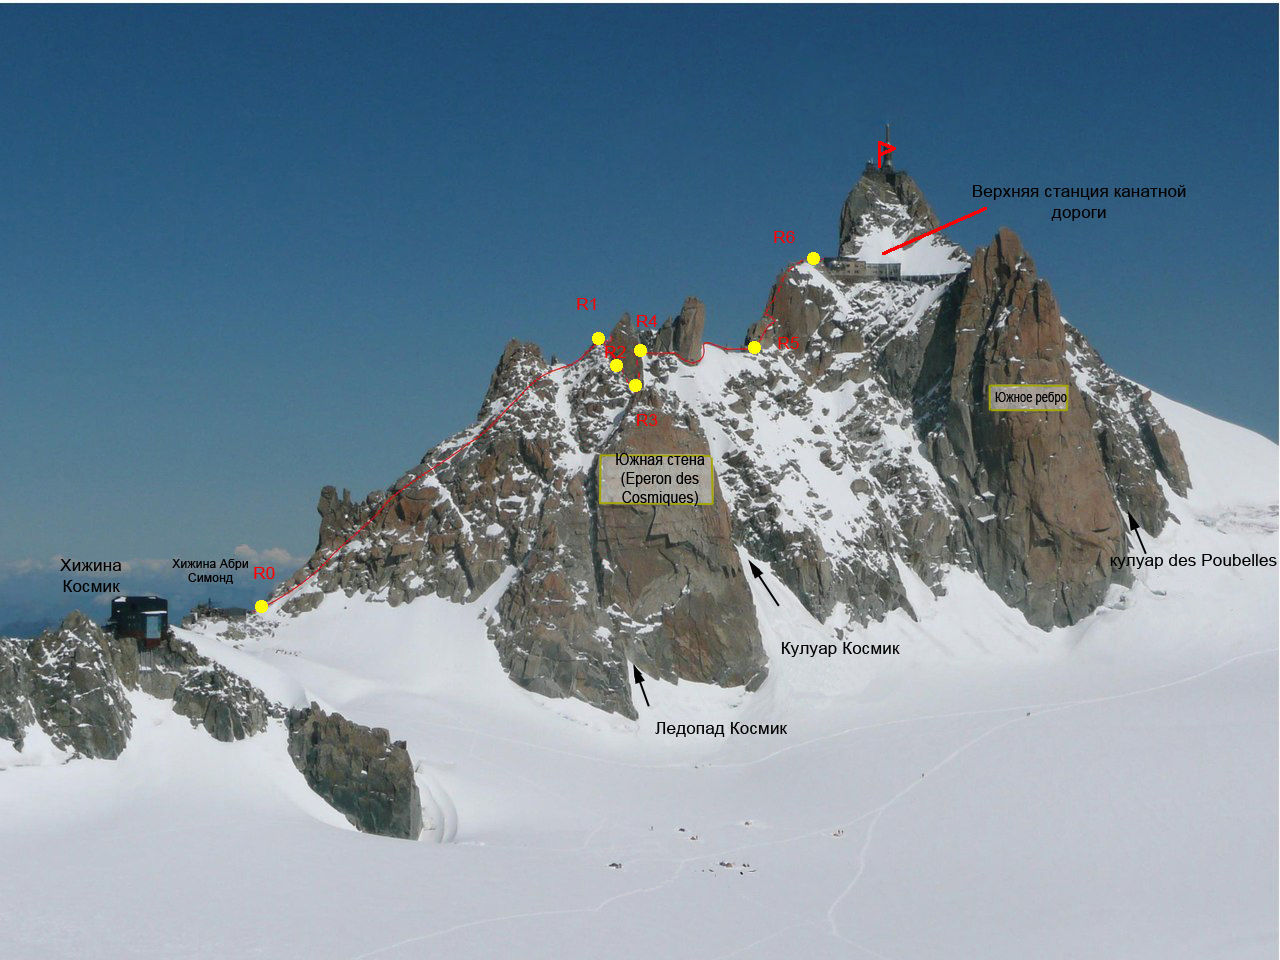 Верхняя станция канатной
дороги
R6
R1
R4
R2
R5
R3
Южное ребро
Южная стена
(Eperon des
Cosmiques)
Хижина
Космик
Хижина Абри
Симонд
R0
кулуар des Poubelles
Кулуар Космик
Ледопад Космик